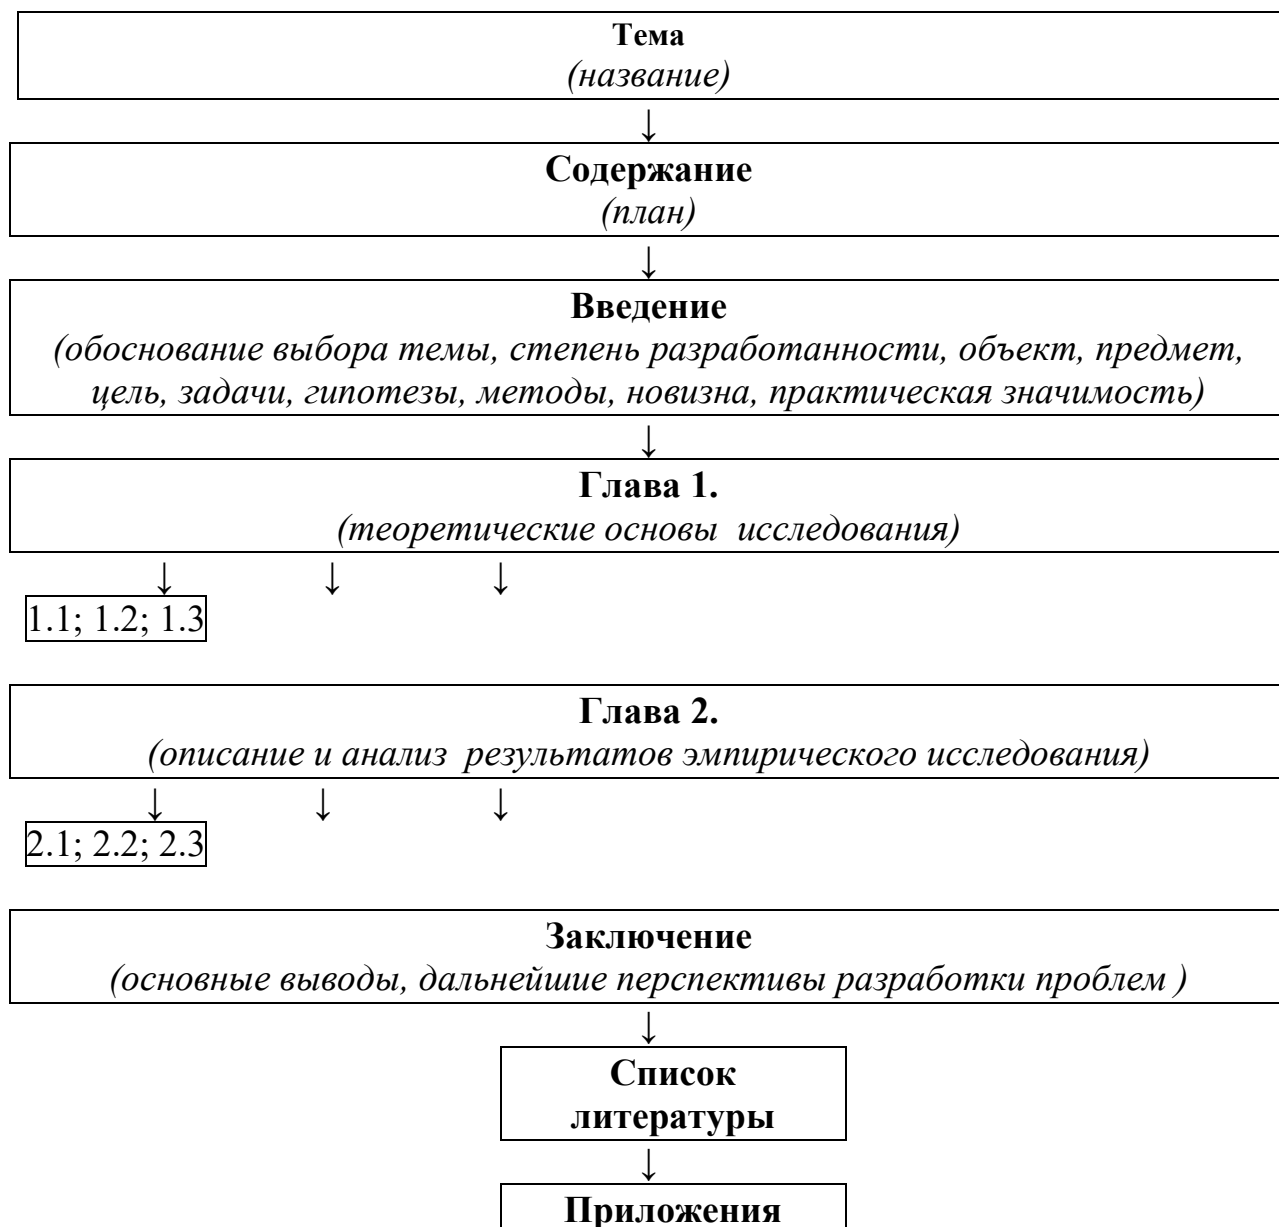 Тема
(название)
↓
Содержание
(план)
↓
Введение
(обоснование выбора темы, степень разработанности, объект, предмет,
цель, задачи, гипотезы, методы, новизна, практическая значимость)
↓
Глава 1.
(теоретические основы исследования)
↓ ↓ ↓
1.1; 1.2; 1.3
Глава 2.
(описание и анализ результатов эмпирического исследования)
↓ ↓ ↓
2.1; 2.2; 2.3
Заключение
(основные выводы, дальнейшие перспективы разработки проблем )
↓
Список
литературы
↓
Приложения